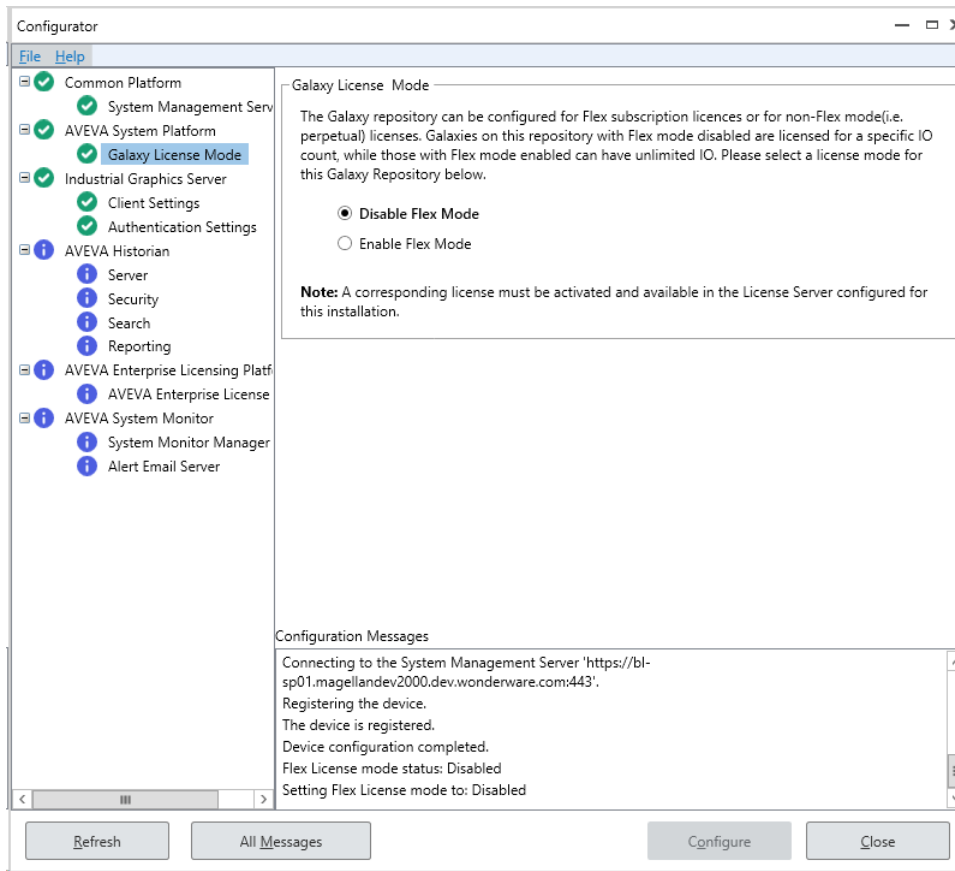 Configurator
File Help
Common Platform
System Management Serv
AVEVA System Platform
Galaxy License Mode
Industrial Graphics Server
Client Settings
Authentication Settings
AVEVA Historian
Server
Security
Search
Reporting
AVEVA Enterprise Licensing Platf
AVEVA Enterprise License
AVEVA System Monitor
System Monitor Manager
Alert Email Server
Galaxy License Mode
The Galaxy repository can be configured for Flex subscription licences or for non-Flex mode(i.e.
perpetual) licenses. Galaxies on this repository with Flex mode disabled are licensed for a specific IO
count, while those with Flex mode enabled can have unlimited IO. Please select a license mode for
this Galaxy Repository below.
Disable Flex Mode
Enable Flex Mode
Note: A corresponding license must be activated and available in the License Server configured for
this installation.
Configuration Messages
Connecting to the System Management Server 'https://bl-
sp01.magellandev2000.dev.wonderware.com:443'.
Registering the device.
The device is registered.
Device configuration completed.
Flex License mode status: Disabled
Setting Flex License mode to: Disabled
Refresh
All Messages
Configure
Close